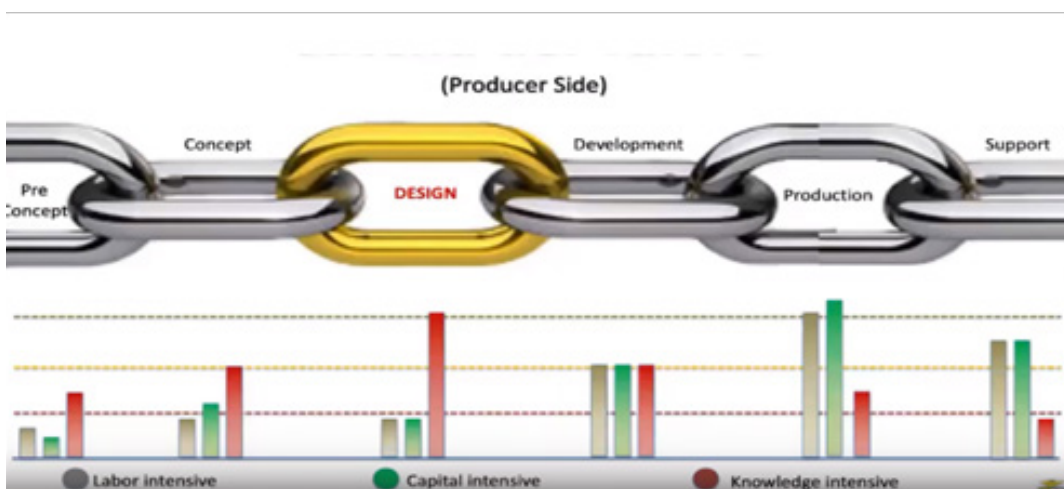 (Producer Side)
Concept
Development
Support
Pre
Concept
DESIGN
Production
Labor intensive
Capital intensive
Knowledge intensive